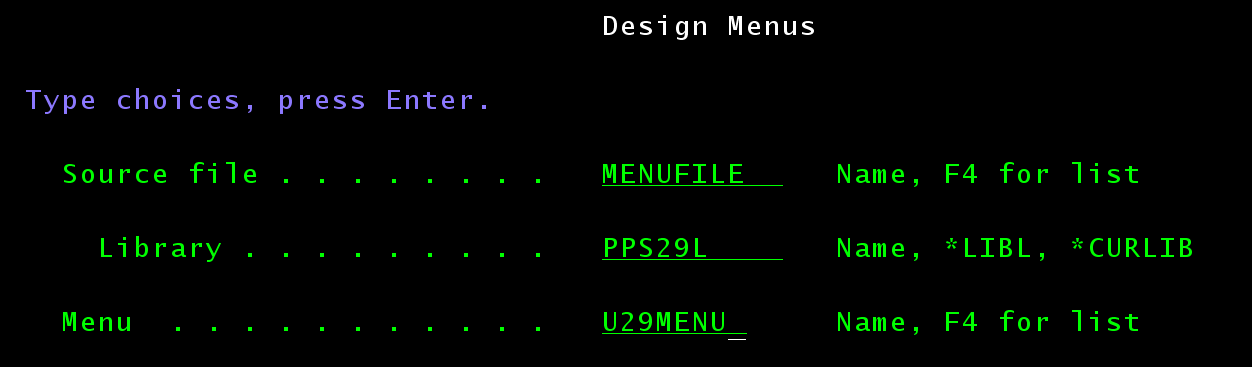 Design Menus
Type choices, press Enter.
Source file . . . . . . . . MENUFILE Name, F4 for list
Library . . . . . . . . . PPS29L Name, *LIBL, *CURLIB
Menu . . . . . . . . . . . U29MENU_ Name, F4 for list